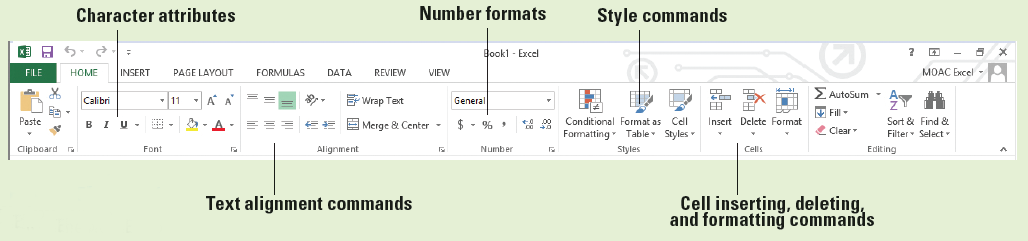 Character attributes
Number formats
Style commands
Book1 - Excel
?
FILE HOME INSERT PAGE LAYOUT FORMULAS DATA REVIEW VIEW MOAC Excel
Calibri 11 A A Wrap Text General AutoSum
Paste B I U A Merge & Center $ % , .0 .00 Conditional Formatting Format as Table Cell Styles Insert Delete Format Fill Clear Sort & Filter Find & Select
Clipboard Font Alignment Number Styles Cells Editing
Text alignment commands
Cell inserting, deleting,
and formatting commands